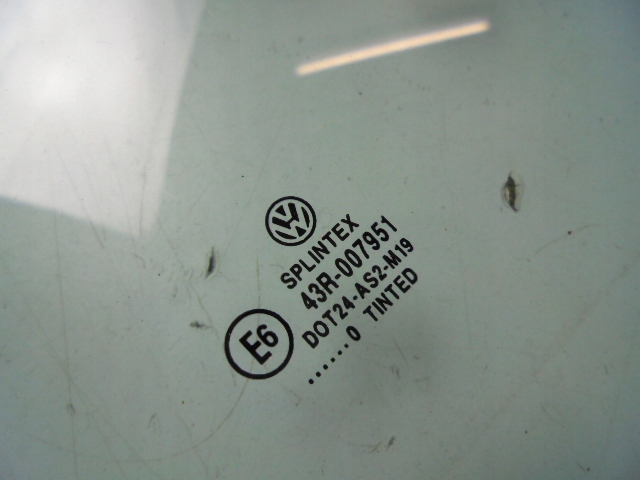 SPLINTEX
43R-007951
E6
DOT24-AS2-M19
......0 TINTED